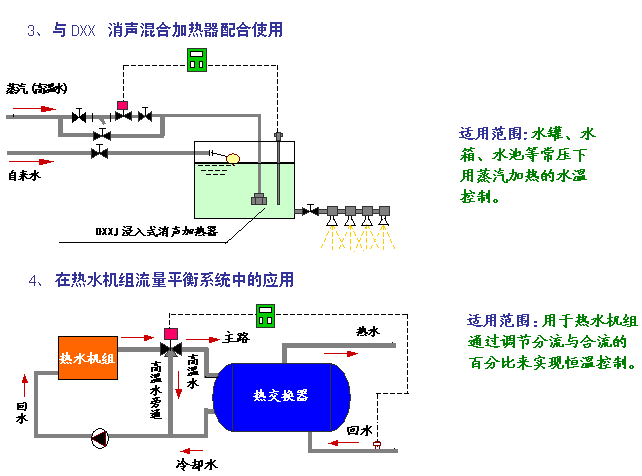 3、与 DXX 消声混合加热器配合使用
蒸汽 (高温水)
自来水
DXXJ浸入式消声加热器
适用范围: 水罐、水
箱、水池等常压下
用蒸汽加热的水温
控制。
4、在热水机组流量平衡系统中的应用
热水机组
主路
高温水
高温水旁通
热水
热交换器
回水
回水
冷却水
适用范围: 用于热水机组
通过调节分流与合流的
百分比来实现恒温控制。